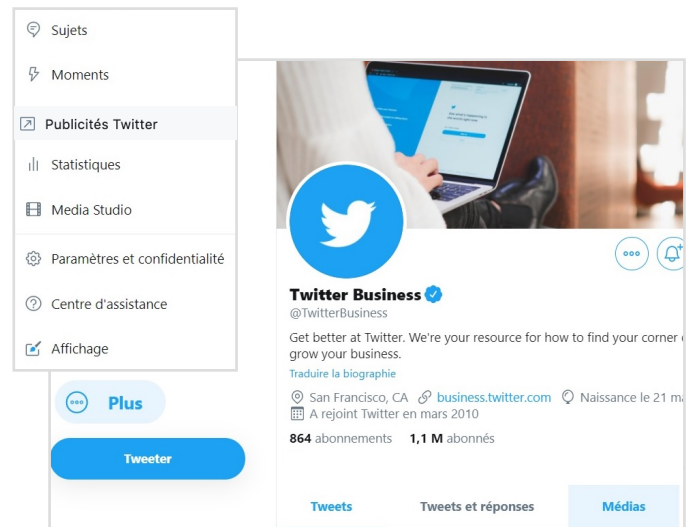 Sujets
Moments
Publicités Twitter
Statistiques
Media Studio
Paramètres et confidentialité
Centre d'assistance
Affichage
Plus
Tweeter
Twitter Business
@TwitterBusiness
Get better at Twitter. We're your resource for how to find your corner
grow your business.
Traduire la biographie
San Francisco, CA business.twitter.com Naissance le 21
A rejoint Twitter en mars 2010
864 abonnements 1,1 M abonnés
Tweets Tweets et réponses Médias